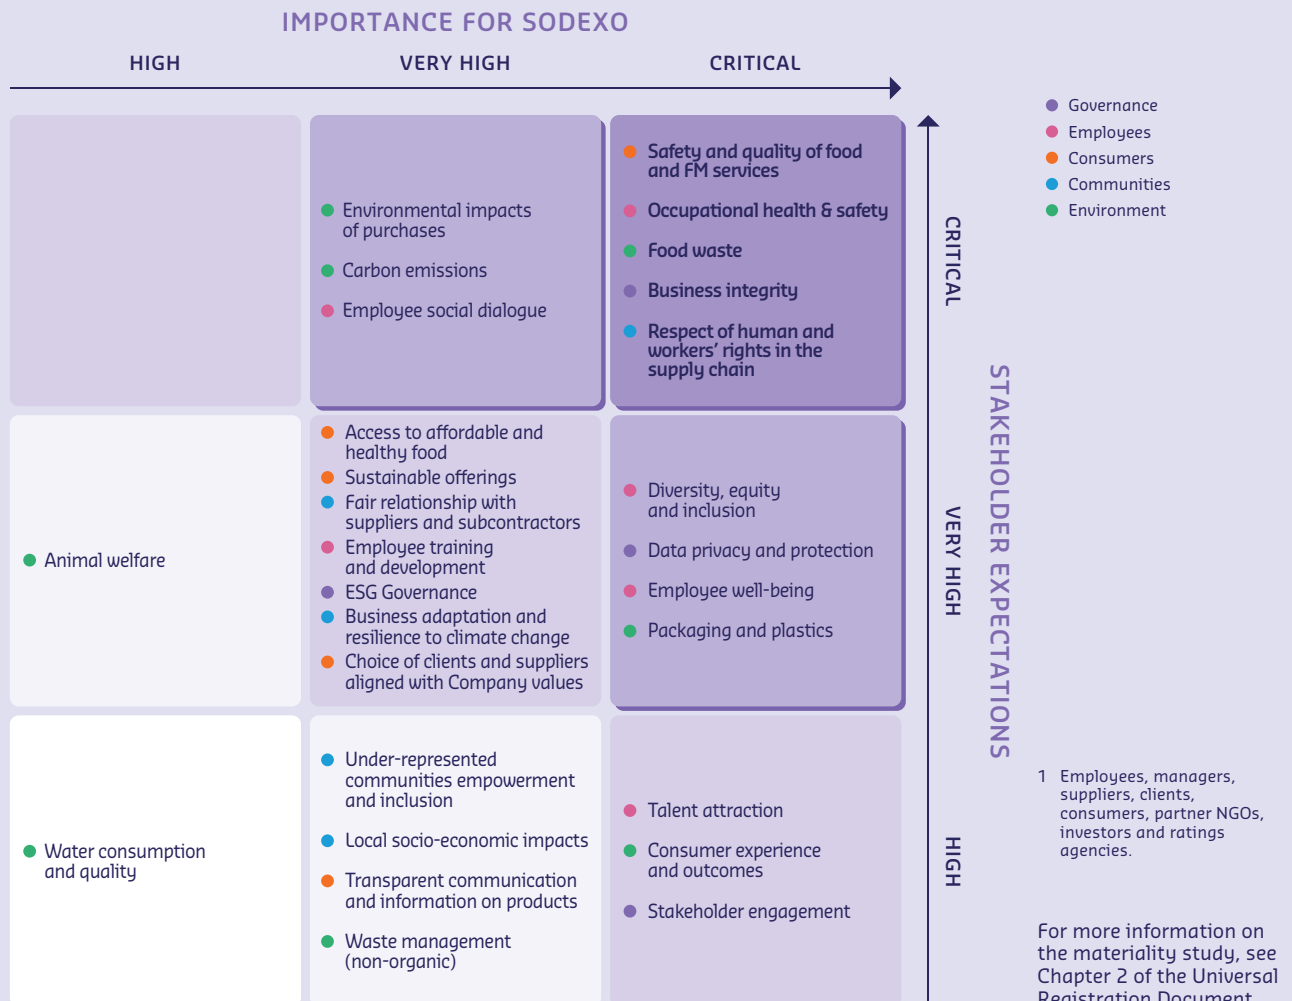 IMPORTANCE FOR SODEXO
HIGH
VERY HIGH
CRITICAL
Governance
Employees
Consumers
Communities
Environment
Environmental impacts
of purchases
Carbon emissions
Employee social dialogue
Safety and quality of food
and FM services
Occupational health & safety
Food waste
Business integrity
Respect of human and
workers' rights in the
supply chain
CRITICAL
Animal welfare
Access to affordable and
healthy food
Sustainable offerings
Fair relationship with
suppliers and subcontractors
Employee training
and development
ESG Governance
Business adaptation and
resilience to climate change
Choice of clients and suppliers
aligned with Company values
Diversity, equity
and inclusion
Data privacy and protection
Employee well-being
Packaging and plastics
VERY HIGH
STAKEHOLDER EXPECTATIONS
Water consumption
and quality
Under-represented
communities empowerment
and inclusion
Local socio-economic impacts
Transparent communication
and information on products
Waste management
(non-organic)
Talent attraction
Consumer experience
and outcomes
Stakeholder engagement
HIGH
1 Employees, managers,
suppliers, clients,
consumers, partner NGOs,
investors and ratings
agencies.
For more information on
the materiality study, see
Chapter 2 of the Universal
Registration Document